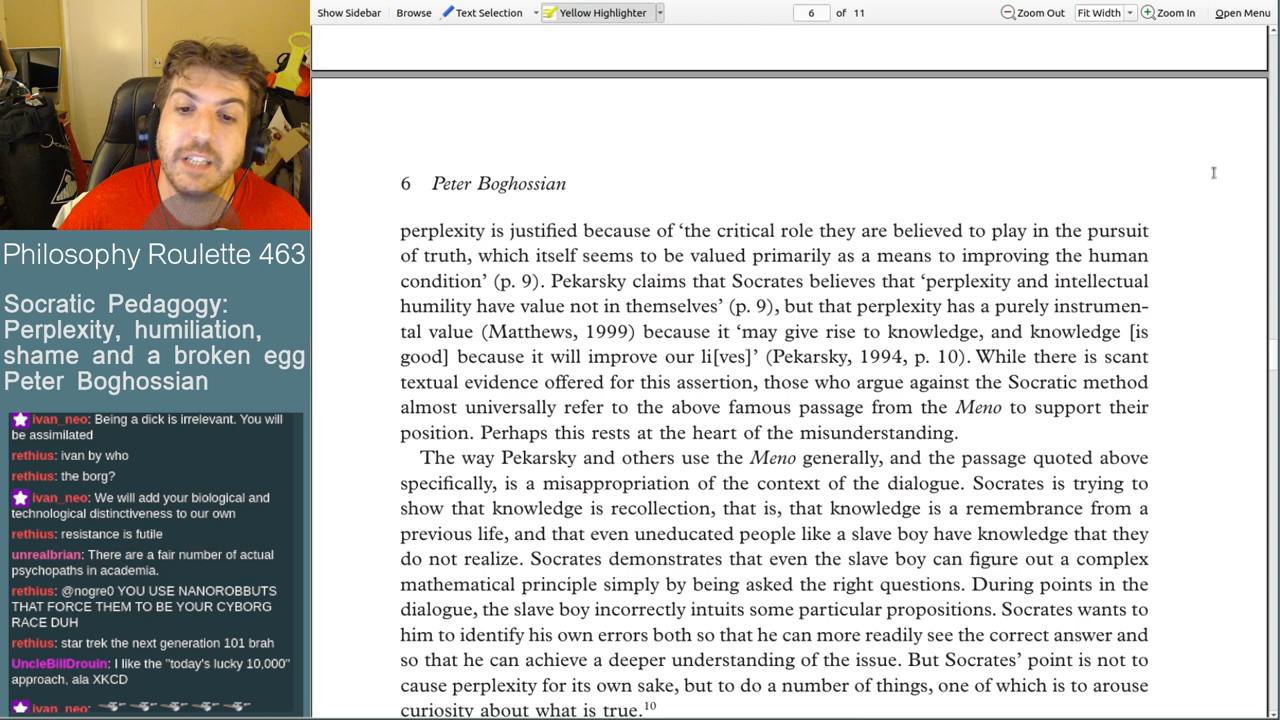 Show Sidebar Browse Text Selection Yellow Highlighter 6 of 11 Zoom Out Fit Width Zoom In Open Menu
6 Peter Boghossian
perplexity is justified because of ‘the critical role they are believed to play in the pursuit
of truth, which itself seems to be valued primarily as a means to improving the human
condition’ (p. 9). Pekarsky claims that Socrates believes that ‘perplexity and intellectual
humility have value not in themselves’ (p. 9), but that perplexity has a purely instrumen-
tal value (Matthews, 1999) because it ‘may give rise to knowledge, and knowledge [is
good] because it will improve our li[ves]’ (Pekarsky, 1994, p. 10). While there is scant
textual evidence offered for this assertion, those who argue against the Socratic method
almost universally refer to the above famous passage from the Meno to support their
position. Perhaps this rests at the heart of the misunderstanding.
The way Pekarsky and others use the Meno generally, and the passage quoted above
specifically, is a misappropriation of the context of the dialogue. Socrates is trying to
show that knowledge is recollection, that is, that knowledge is a remembrance from a
previous life, and that even uneducated people like a slave boy have knowledge that they
do not realize. Socrates demonstrates that even the slave boy can figure out a complex
mathematical principle simply by being asked the right questions. During points in the
dialogue, the slave boy incorrectly intuits some particular propositions. Socrates wants to
him to identify his own errors both so that he can more readily see the correct answer and
so that he can achieve a deeper understanding of the issue. But Socrates’ point is not to
cause perplexity for its own sake, but to do a number of things, one of which is to arouse
curiosity about what is true.10
Philosophy Roulette 463
Socratic Pedagogy:
Perplexity, humiliation,
shame and a broken egg
Peter Boghossian
ivan_neo: Being a dick is irrelevant. You will
be assimilated
rethius: ivan by who
rethius: the borg?
ivan_neo: We will add your biological and
technological distinctiveness to our own
rethius: resistance is futile
unrealbrian: There are a fair number of actual
psychopaths in academia.
rethius: @nogre0 YOU USE NANOROBBUTS
THAT FORCE THEM TO BE YOUR CYBORG
RACE DUH
rethius: star trek the next generation 101 brah
UncleBillDrouin: I like the "today's lucky 10,000"
approach, ala XKCD
ivan_neo: